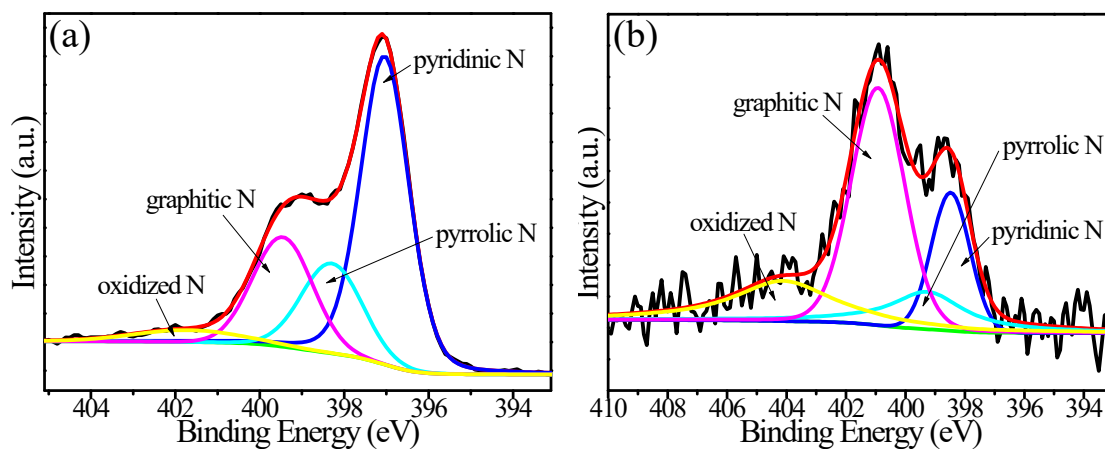 (a)
pyridinic N
graphitic N
pyrrolic N
oxidized N
Intensity (a.u.)
404 402 400 398 396 394
Binding Energy (eV)
(b)
graphitic N
pyrrolic N
oxidized N
pyridinic N
Intensity (a.u.)
410 408 406 404 402 400 398 396 394
Binding Energy (eV)